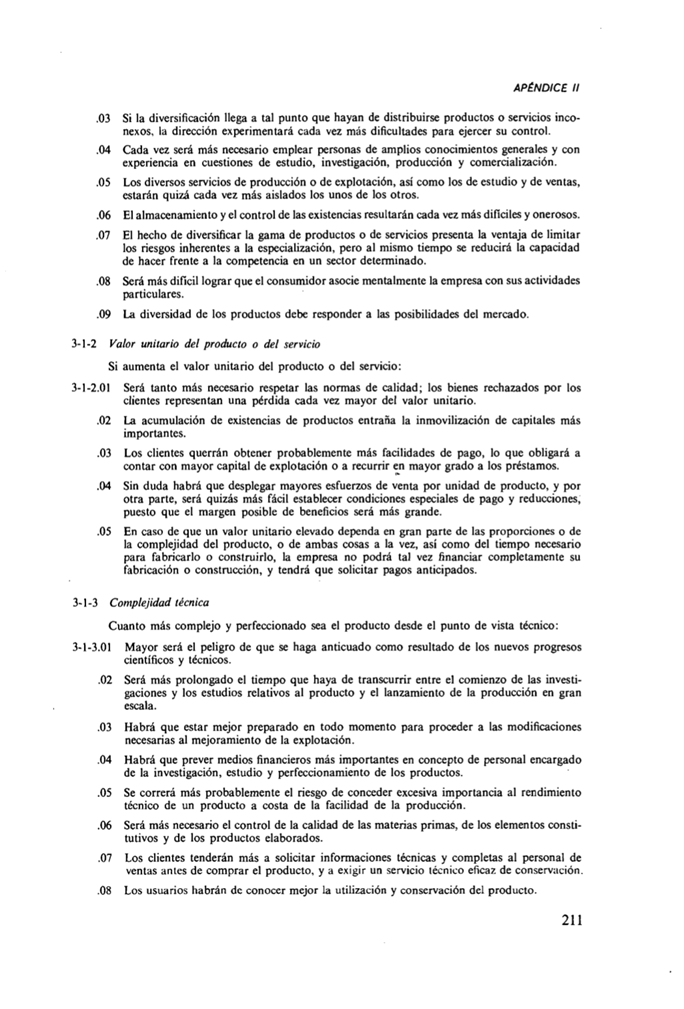 APÉNDICE II
.03 Si la diversificación llega a tal punto que hayan de distribuirse productos o servicios inco-
nexos, la dirección experimentará cada vez más dificultades para ejercer su control.
.04 Cada vez será más necesario emplear personas de amplios conocimientos generales y con
experiencia en cuestiones de estudio, investigación, producción y comercialización.
.05 Los diversos servicios de producción o de explotación, así como los de estudio y de ventas,
estarán quizá cada vez más aislados los unos de los otros.
.06 El almacenamiento y el control de las existencias resultarán cada vez más difíciles y onerosos.
.07 El hecho de diversificar la gama de productos o de servicios presenta la ventaja de limitar
los riesgos inherentes a la especialización, pero al mismo tiempo se reducirá la capacidad
de hacer frente a la competencia en un sector determinado.
.08 Será más difícil lograr que el consumidor asocie mentalmente la empresa con sus actividades
particulares.
.09 La diversidad de los productos debe responder a las posibilidades del mercado.
3-1-2 Valor unitario del producto o del servicio
Si aumenta el valor unitario del producto o del servicio:
3-1-2.01 Será tanto más necesario respetar las normas de calidad; los bienes rechazados por los
clientes representan una pérdida cada vez mayor del valor unitario.
.02 La acumulación de existencias de productos entraña la inmovilización de capitales más
importantes.
.03 Los clientes querrán obtener probablemente más facilidades de pago, lo que obligará a
contar con mayor capital de explotación o a recurrir en mayor grado a los préstamos.
.04 Sin duda habrá que desplegar mayores esfuerzos de venta por unidad de producto, y por
otra parte, será quizás más fácil establecer condiciones especiales de pago y reducciones,
puesto que el margen posible de beneficios será más grande.
.05 En caso de que un valor unitario elevado dependa en gran parte de las proporciones o de
la complejidad del producto, o de ambas cosas a la vez, así como del tiempo necesario
para fabricarlo o construirlo, la empresa no podrá tal vez financiar completamente su
fabricación o construcción, y tendrá que solicitar pagos anticipados.
3-1-3 Complejidad técnica
Cuanto más complejo y perfeccionado sea el producto desde el punto de vista técnico:
3-1-3.01 Mayor será el peligro de que se haga anticuado como resultado de los nuevos progresos
científicos y técnicos.
.02 Será más prolongado el tiempo que haya de transcurrir entre el comienzo de las investi-
gaciones y los estudios relativos al producto y el lanzamiento de la producción en gran
escala.
.03 Habrá que estar mejor preparado en todo momento para proceder a las modificaciones
necesarias al mejoramiento de la explotación.
.04 Habrá que prever medios financieros más importantes en concepto de personal encargado
de la investigación, estudio y perfeccionamiento de los productos.
.05 Se correrá más probablemente el riesgo de conceder excesiva importancia al rendimiento
técnico de un producto a costa de la facilidad de la producción.
.06 Será más necesario el control de la calidad de las materias primas, de los elementos consti-
tutivos y de los productos elaborados.
.07 Los clientes tenderán más a solicitar informaciones técnicas y completas al personal de
ventas antes de comprar el producto, y a exigir un servicio técnico eficaz de conservación.
.08 Los usuarios habrán de conocer mejor la utilización y conservación del producto.
211